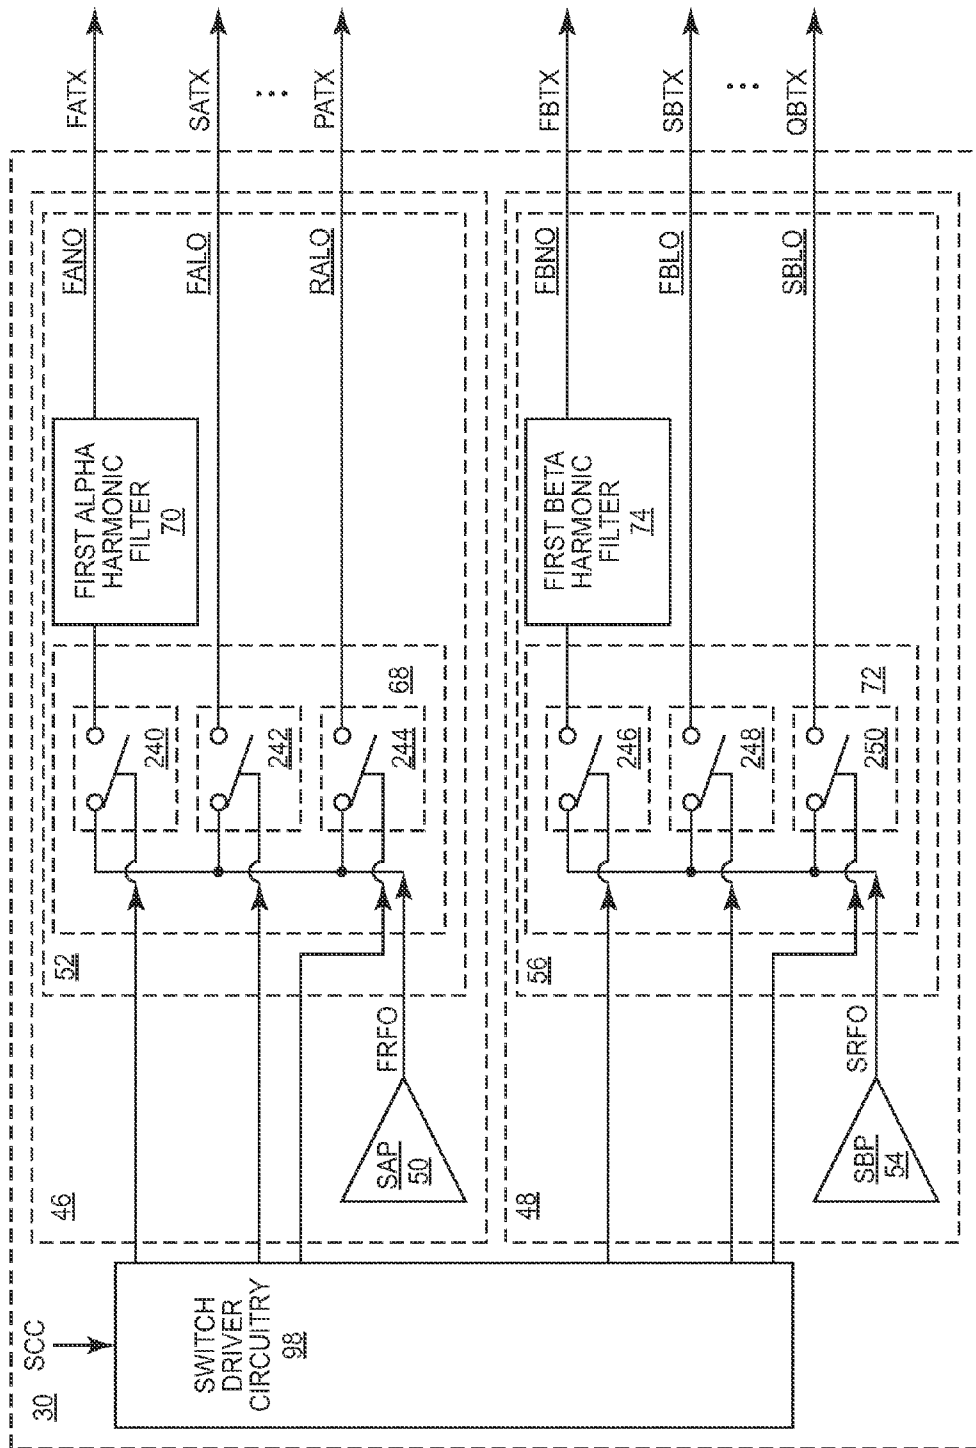 30
SCC
SWITCH
DRIVER
CIRCUITRY
98
46
SAP
50
FRFO
52
240
242
244
68
FIRST ALPHA
HARMONIC
FILTER
70
FANO
FALO
RALO
FATX
SATX
PATX
48
SBP
54
SRFO
56
246
248
250
72
FIRST BETA
HARMONIC
FILTER
74
FBNO
FBLO
SBLO
FBTX
SBTX
QBTX